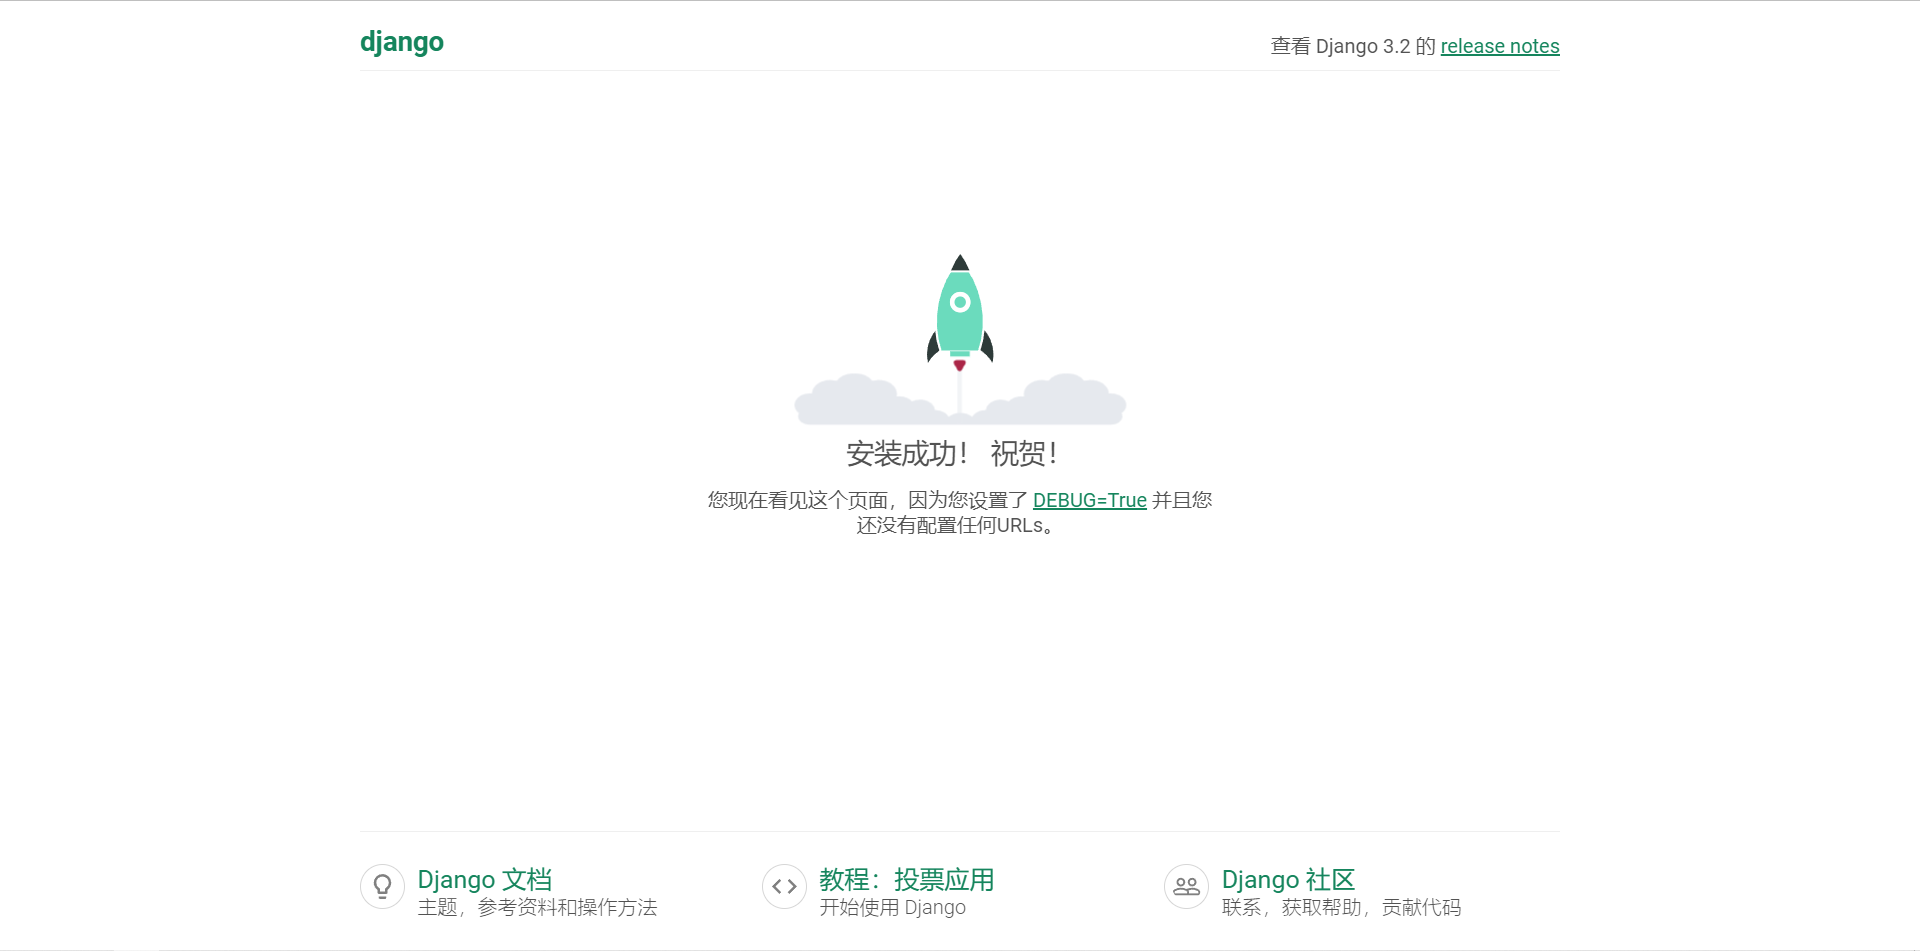 django
查看 Django 3.2 的 release notes
安装成功！ 祝贺！
您现在看见这个页面，因为您设置了 DEBUG=True 并且您
还没有配置任何URLs。
Django 文档
主题，参考资料和操作方法
教程：投票应用
开始使用 Django
Django 社区
联系，获取帮助，贡献代码